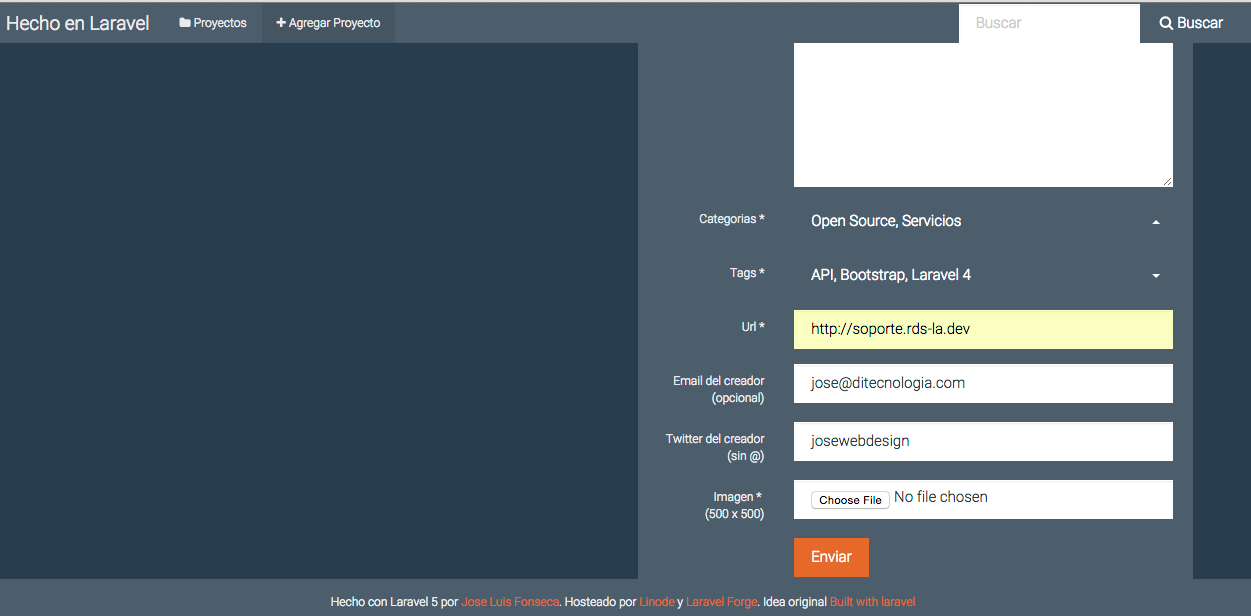 Hecho en Laravel Proyectos Agregar Proyecto Buscar Buscar
Categorias * Open Source, Servicios
Tags * API, Bootstrap, Laravel 4
Url * http://soporte.rds-la.dev
Email del creador
(opcional)
jose@ditecnologia.com
Twitter del creador
(sin @)
josewebdesign
Imagen *
(500 x 500)
Choose File No file chosen
Enviar
Hecho con Laravel 5 por Jose Luis Fonseca. Hosteado por Linode y Laravel Forge. Idea original Built with laravel